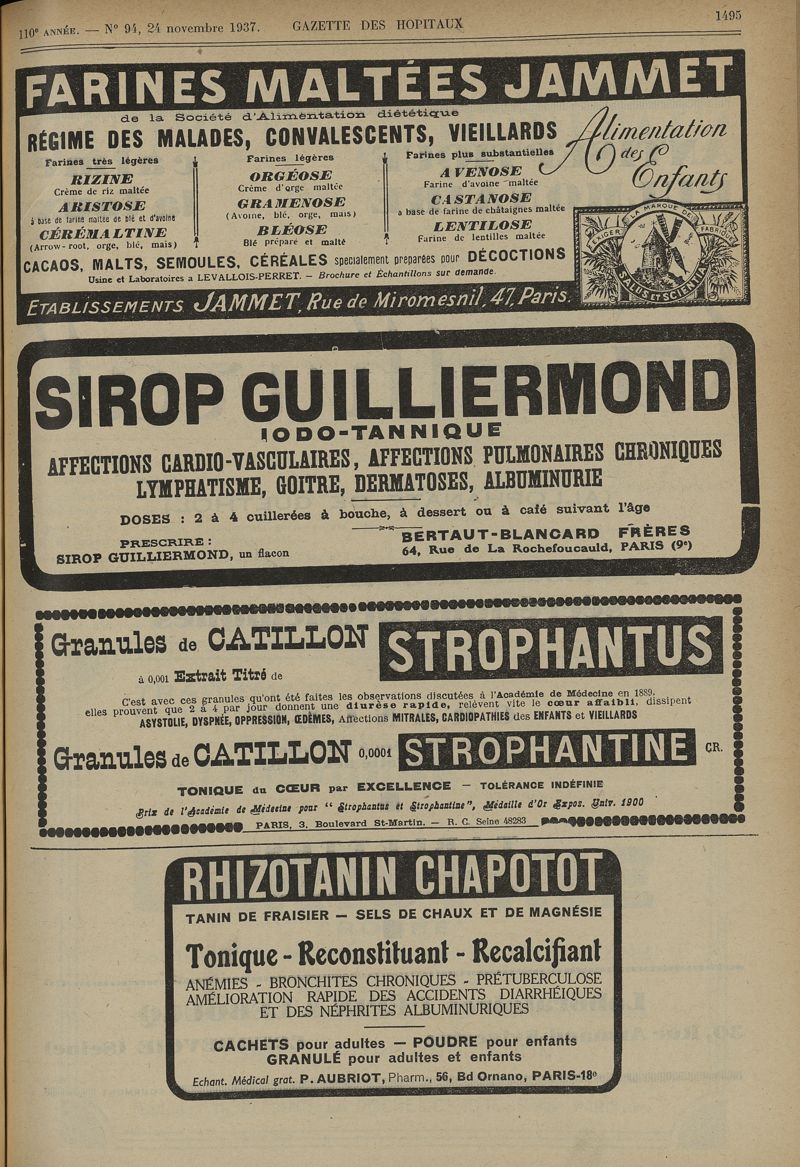 110e ANNÉE. — N° 94, 24 novembre 1937. GAZETTE DES HOPITAUX 1495
FARINES MALTÉES JAMMET
de la Société d'Alimentation diététique
RÉGIME DES MALADES, CONVALESCENTS, VIEILLARDS
Alimentation
des
Enfants
Farines très légères
RIZINE
Crème de riz maltée
ARISTOSE
à base de farine maltée de blé et d'avoine
CÉRÉMALTINE
(Arrow-root, orge, blé, maïs)
Farines légères
ORGÉOSE
Crème d'orge maltée
GRAMENOSE
(Avoine, blé, orge, maïs)
BLÉOSE
Blé préparé et malté
Farines plus substantielles
AVENOSE
Farine d'avoine maltée
CASTANOSE
à base de farine de châtaignes maltée
LENTILOSE
Farine de lentilles maltée
EXIGER LA MARQUE DE FABRIQUE
SALUS ET SCIENTIA
CACAOS, MALTS, SEMOULES, CÉRÉALES spécialement préparées pour DÉCOCTIONS
Usine et Laboratoires à LEVALLOIS-PERRET. — Brochure et Échantillons sur demande.
ETABLISSEMENTS JAMMET, Rue de Miromesnil, 47, Paris.
SIROP GUILLIERMOND
IODO-TANNIQUE
AFFECTIONS CARDIO-VASCULAIRES, AFFECTIONS PULMONAIRES CHRONIQUES
LYMPHATISME, GOITRE, DERMATOSES, ALBUMINURIE
DOSES : 2 à 4 cuillerées à bouche, à dessert ou à café suivant l'âge
PRESCRIRE :
SIROP GUILLIERMOND, un flacon
BERTAUT-BLANCARD FRÈRES
64, Rue de La Rochefoucauld, PARIS (9e)
Granules de CATILLON STROPHANTUS
à 0,001 Extrait Titré de
C'est avec ces granules qu'ont été faites les observations discutées à l'Académie de Médecine en 1889.
elles prouvent que 2 à 4 par jour donnent une diurèse rapide, relèvent vite le cœur affaibli, dissipent
ASYSTOLIE, DYSPNÉE, OPPRESSION, ŒDÈMES, Affections MITRALES, CARDIOPATHIES des ENFANTS et VIEILLARDS
Granules de CATILLON 0,0001 STROPHANTINE CR.
TONIQUE du CŒUR par EXCELLENCE — TOLÉRANCE INDÉFINIE
Prix de l'Académie de Médecine pour "Strophantus et Strophantine", Médaille d'Or Expos. Univ. 1900
PARIS, 3, Boulevard St-Martin. — R. C. Seine 48283
RHIZOTANIN CHAPOTOT
TANIN DE FRAISIER — SELS DE CHAUX ET DE MAGNÉSIE
Tonique - Reconstituant - Recalcifiant
ANÉMIES - BRONCHITES CHRONIQUES - PRÉTUBERCULOSE
AMÉLIORATION RAPIDE DES ACCIDENTS DIARRHÉIQUES
ET DES NÉPHRITES ALBUMINURIQUES
CACHETS pour adultes — POUDRE pour enfants
GRANULÉ pour adultes et enfants
Echant. Médical grat. P. AUBRIOT, Pharm., 56, Bd Ornano, PARIS-18e